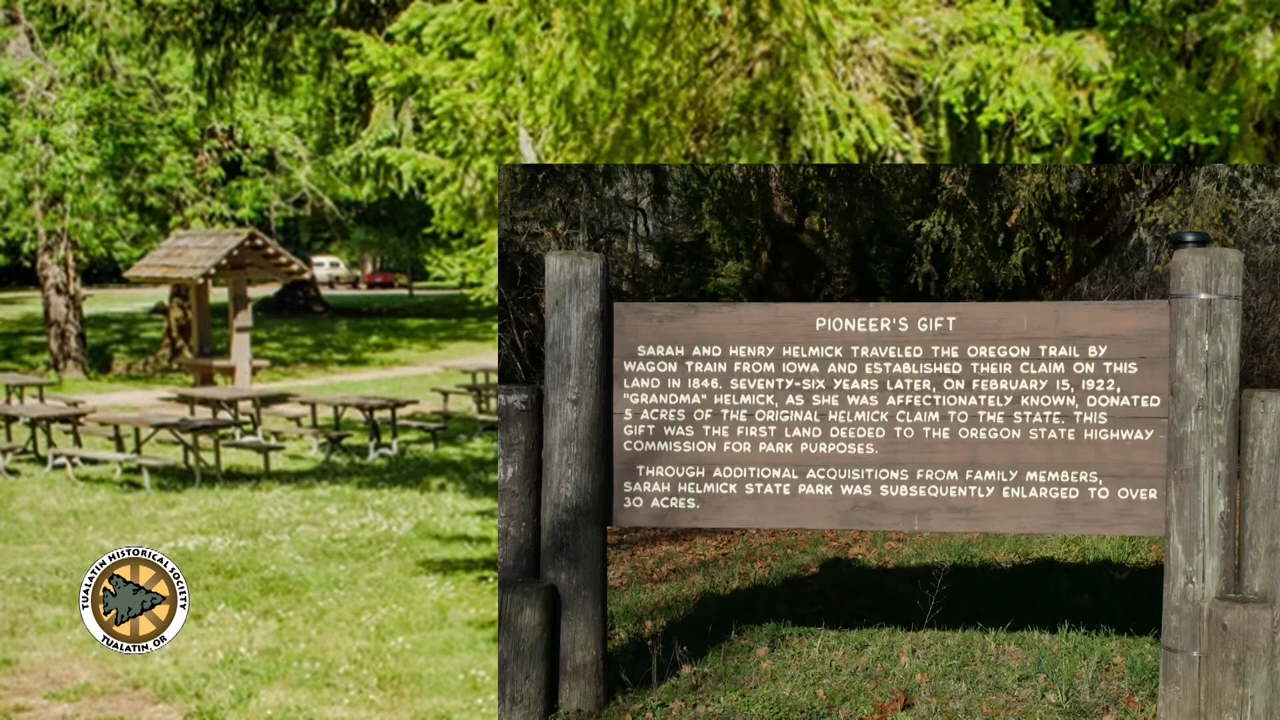 PIONEER'S GIFT
SARAH AND HENRY HELMICK TRAVELED THE OREGON TRAIL BY
WAGON TRAIN FROM IOWA AND ESTABLISHED THEIR CLAIM ON THIS
LAND IN 1846. SEVENTY-SIX YEARS LATER, ON FEBRUARY 15, 1922,
"GRANDMA" HELMICK, AS SHE WAS AFFECTIONATELY KNOWN, DONATED
5 ACRES OF THE ORIGINAL HELMICK CLAIM TO THE STATE. THIS
GIFT WAS THE FIRST LAND DEEDED TO THE OREGON STATE HIGHWAY
COMMISSION FOR PARK PURPOSES.
THROUGH ADDITIONAL ACQUISITIONS FROM FAMILY MEMBERS,
SARAH HELMICK STATE PARK WAS SUBSEQUENTLY ENLARGED TO OVER
30 ACRES.
TUALATIN HISTORICAL SOCIETY
TUALATIN, OR